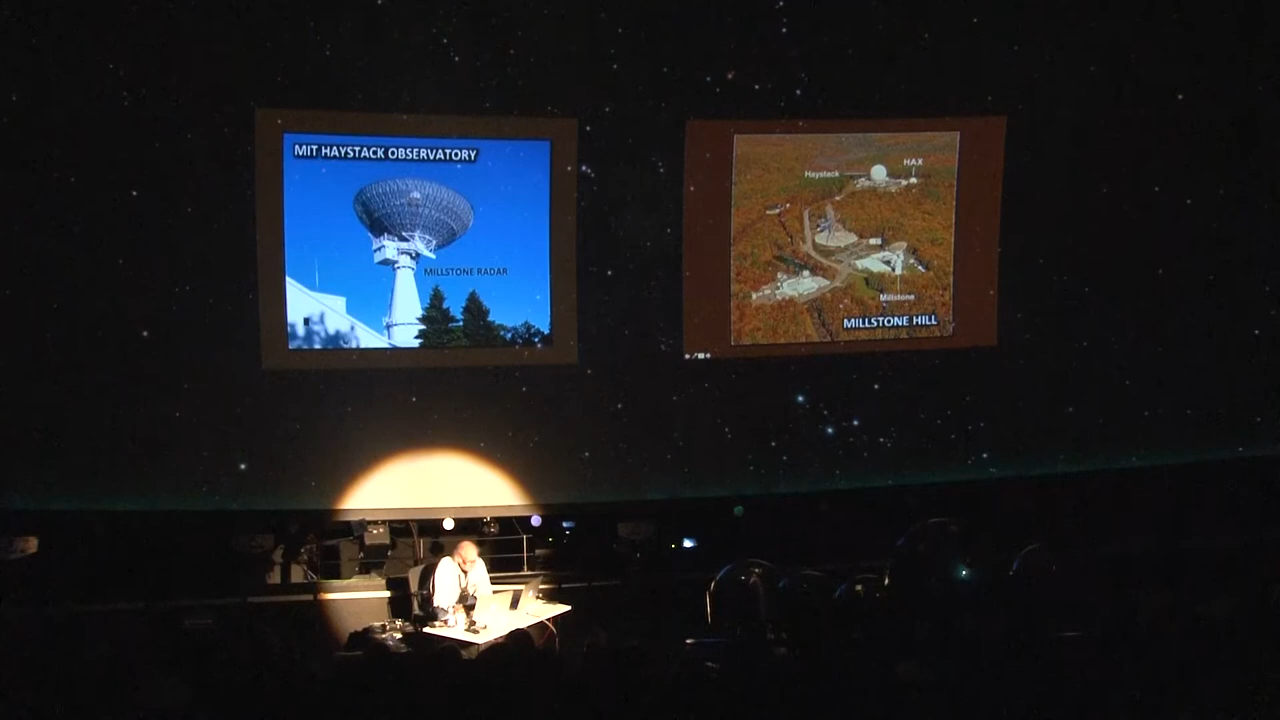 MIT HAYSTACK OBSERVATORY
MILLSTONE RADAR
HAX
Haystack
Millstone
MILLSTONE HILL